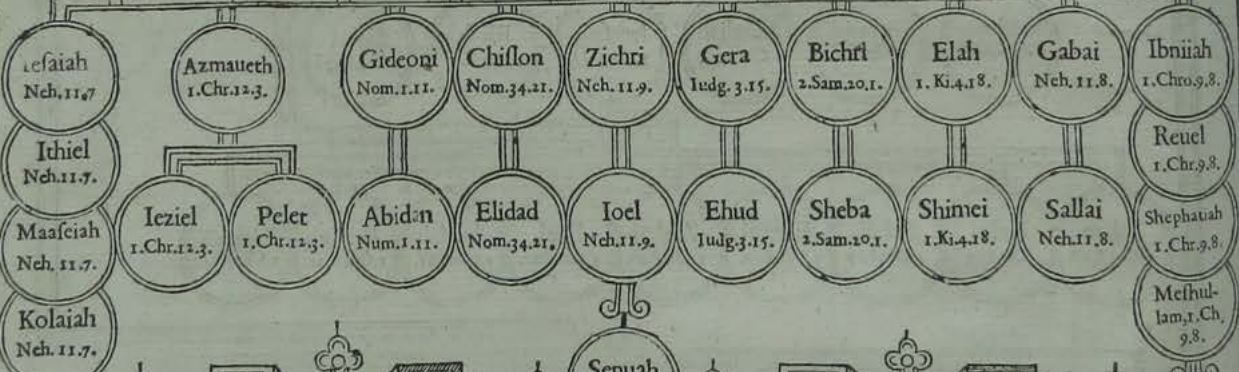 Ieſaiah
Neh. 11.7
Azmaueth
1.Chr.12.3.
Gideoni
Nom.1.11.
Chiſlon
Nom.34.21.
Zichri
Neh. 11.9.
Gera
Iudg. 3.15.
Bichri
2.Sam.20.1.
Elah
1. Ki.4.18.
Gabai
Neh. 11.8.
Ibniiah
1.Chro.9.8.
Ithiel
Neh.11.7.
Reuel
1.Chr.9.8.
Maaſeiah
Neh. 11.7.
Ieziel
1.Chr.12.3.
Pelet
1.Chr.12.3.
Abidan
Num.1.11.
Elidad
Nom.34.21.
Ioel
Neh.11.9.
Ehud
Iudg.3.15.
Sheba
2.Sam.20.1.
Shimei
1.Ki.4.18.
Sallai
Neh.11.8.
Shephatiah
1.Chr.9.8.
Kolaiah
Neh. 11.7.
Meſhul-
lam,1.Ch.
9.8.
Senuah